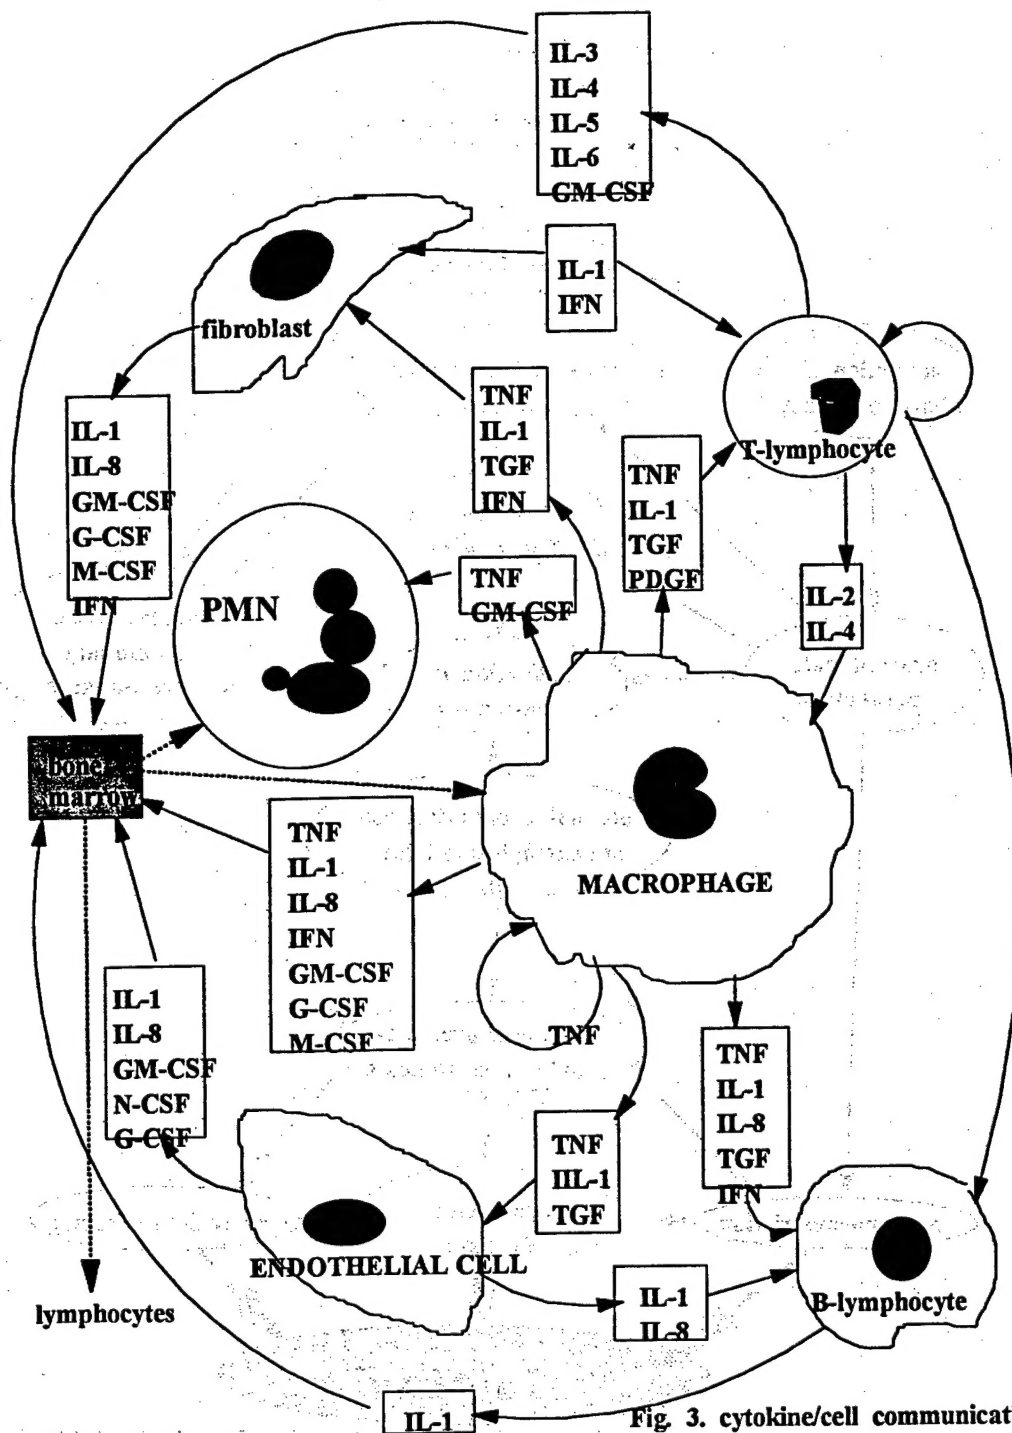 IL-3
IL-4
IL-5
IL-6
GM-CSF
IL-1
IFN
fibroblast
T-lymphocyte
IL-1
IL-8
GM-CSF
G-CSF
M-CSF
IFN
TNF
IL-1
TGF
IFN
TNF
IL-1
TGF
PDGF
PMN
TNF
GM-CSF
IL-2
IL-4
bone
marrow
TNF
IL-1
IL-8
IFN
GM-CSF
G-CSF
M-CSF
MACROPHAGE
TNF
IL-1
IL-8
GM-CSF
N-CSF
G-CSF
TNF
IIL-1
TGF
TNF
IL-1
IL-8
TGF
IFN
ENDOTHELIAL CELL
lymphocytes
IL-1
IL-8
B-lymphocyte
IL-1
Fig. 3. cytokine/cell communicat